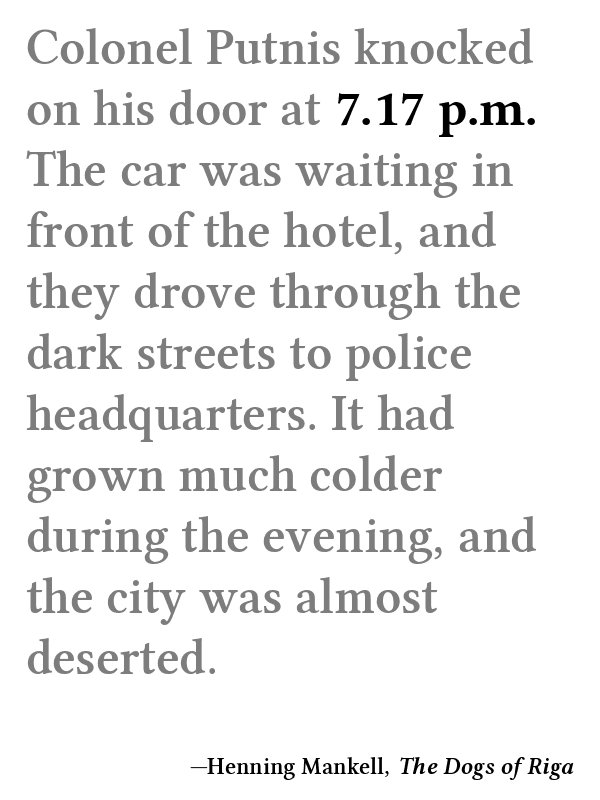 Colonel Putnis knocked
on his door at 7.17 p.m.
The car was waiting in
front of the hotel, and
they drove through the
dark streets to police
headquarters. It had
grown much colder
during the evening, and
the city was almost
deserted.
—Henning Mankell, The Dogs of Riga